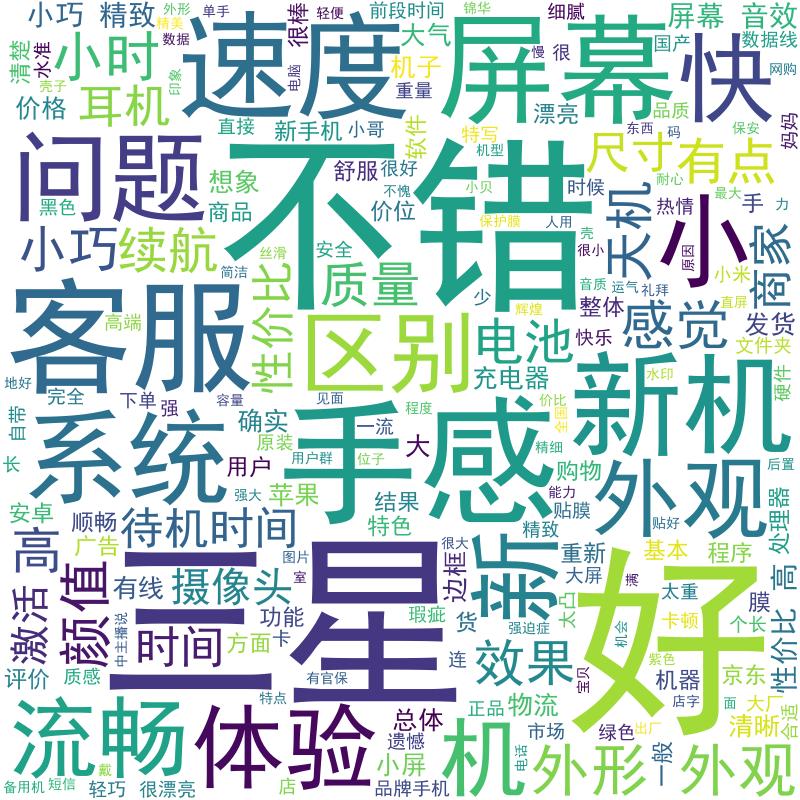 小巧
精致
外形
精美
数据
单手
轻便
很棒
前段时间
大气
锦华
细腻
慢
很
屏幕
音效
国产
数据线
清楚
水准
小时
壳子
印象
速度
电脑
机子
重量
屏幕
快
品质
网购
价格
耳机
直接
新手机
小哥
软件
特写
漂亮
东西
码
保安
妈妈
问题
不错
舒服
很好
机型
尺寸
有点
耐心
最大
黑色
想象
商品
不愧
价位
小贝
保护膜
时候
人用
热情
手
力
小巧
续航
丝滑
安全
壳
很小
小
原因
天机
商家
简洁
质量
少
音质
运气
礼拜
小米
直屏
客服
性价比
辉煌
整体
发货
高端
区别
电池
快乐
感觉
文件夹
地好
完全
下单
强
容量
见面
充电器
新机
水印
硬件
自带
系统
确实
一流
程度
价比
全圈
手感
原装
大
精细
外观
后置
长
用户
用户群
位子
购物
能力
安卓
顺畅
待机时间
强大
苹果
结果
特色
精致
贴膜
贴好
处理器
高
广告
三星
图片
很大
新
重新
基本
程序
激活
颜值
有线
摄像头
室
边框
大屏
满
好
太重
高
膜
时间
功能
卡
瑕疵
货
太凸
强迫症
机会
卡顿
个长
性价比
中主播说
评价
质感
方面
有官保
连
效果
宝贝
紫色
机器
京东
流畅
特点
体验
总体
正品
物流
店字
面
大厂
清晰
合适
遗憾
机
市场
绿色
出厂
备用机
短信
戴
轻巧
很漂亮
店
小屏
品牌手机
电话
外形
一般
外观